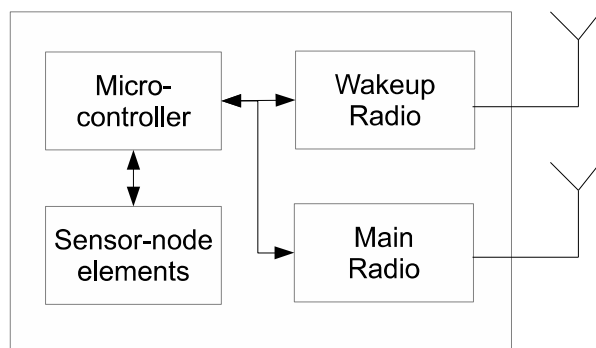 Micro-
controller
Wakeup
Radio
Sensor-node
elements
Main
Radio